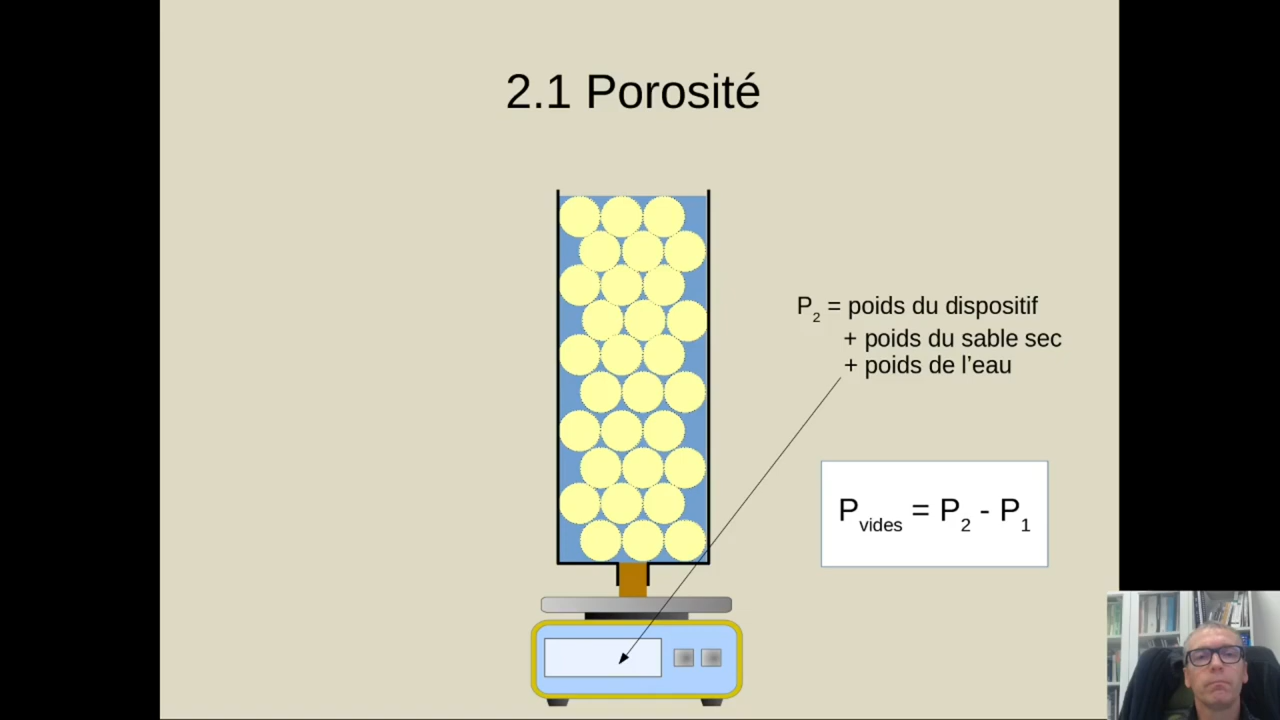 2.1 Porosité
P2 = poids du dispositif
+ poids du sable sec
+ poids de l’eau
Pvides = P2 - P1